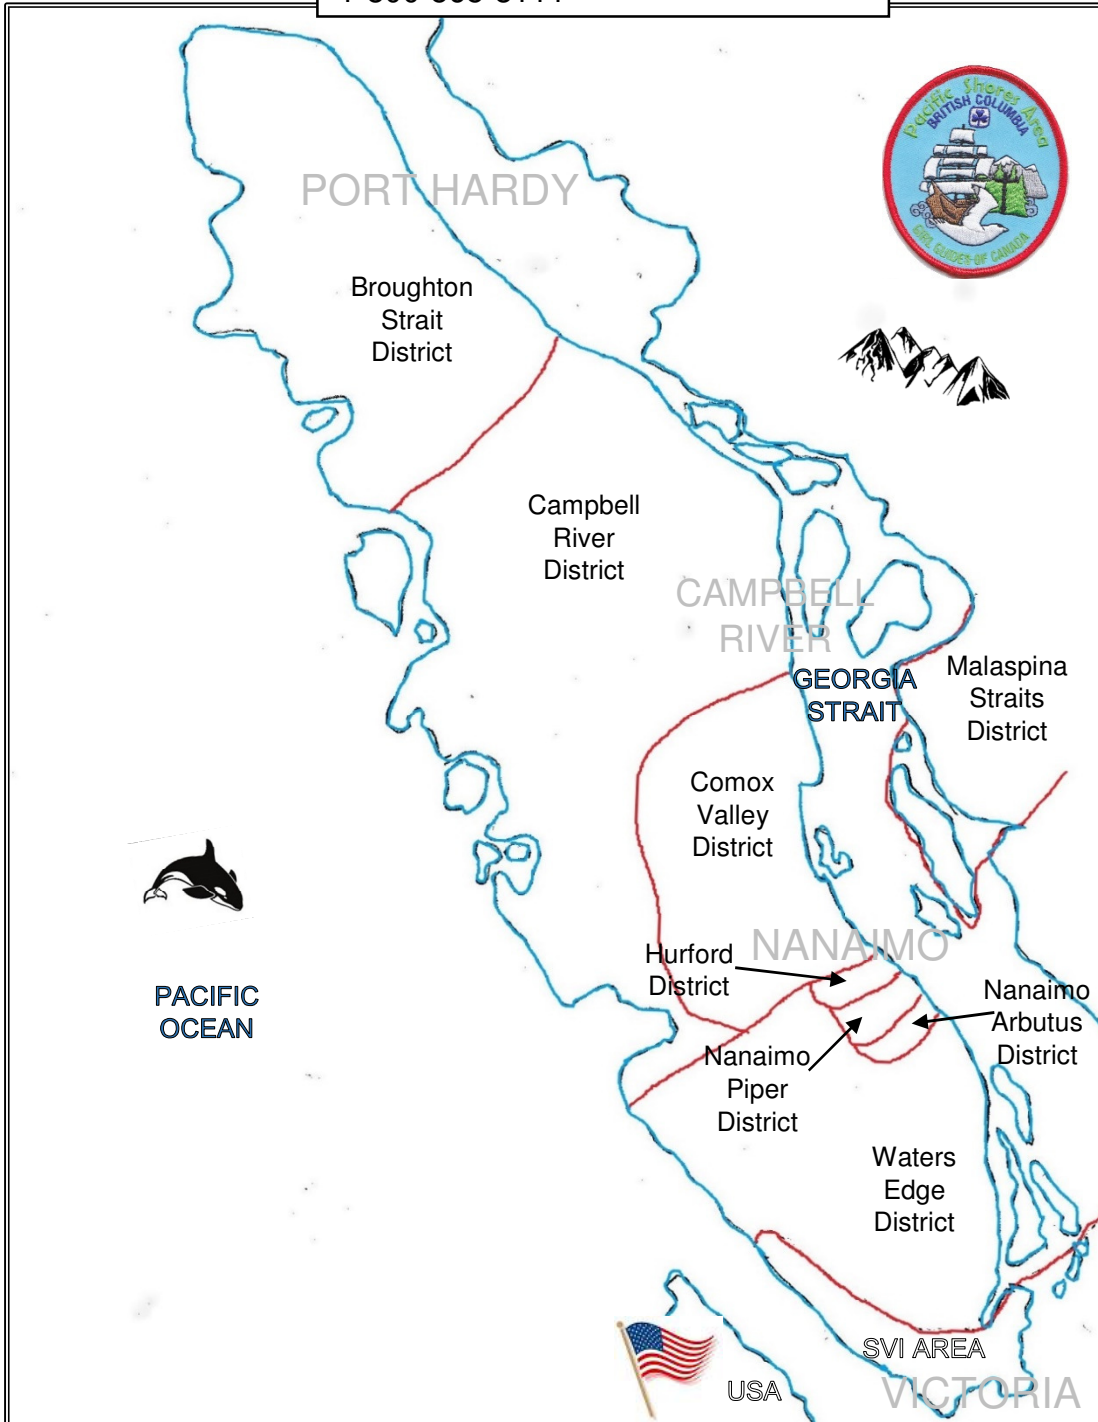 Pacific Shores Area
BRITISH COLUMBIA
GIRL GUIDES OF CANADA
PORT HARDY
Broughton
Strait
District
Campbell
River
District
CAMPBELL
RIVER
GEORGIA
STRAIT
Malaspina
Straits
District
Comox
Valley
District
NANAIMO
Hurford
District
PACIFIC
OCEAN
Nanaimo
Arbutus
District
Nanaimo
Piper
District
Waters
Edge
District
SVI AREA
USA
VICTORIA